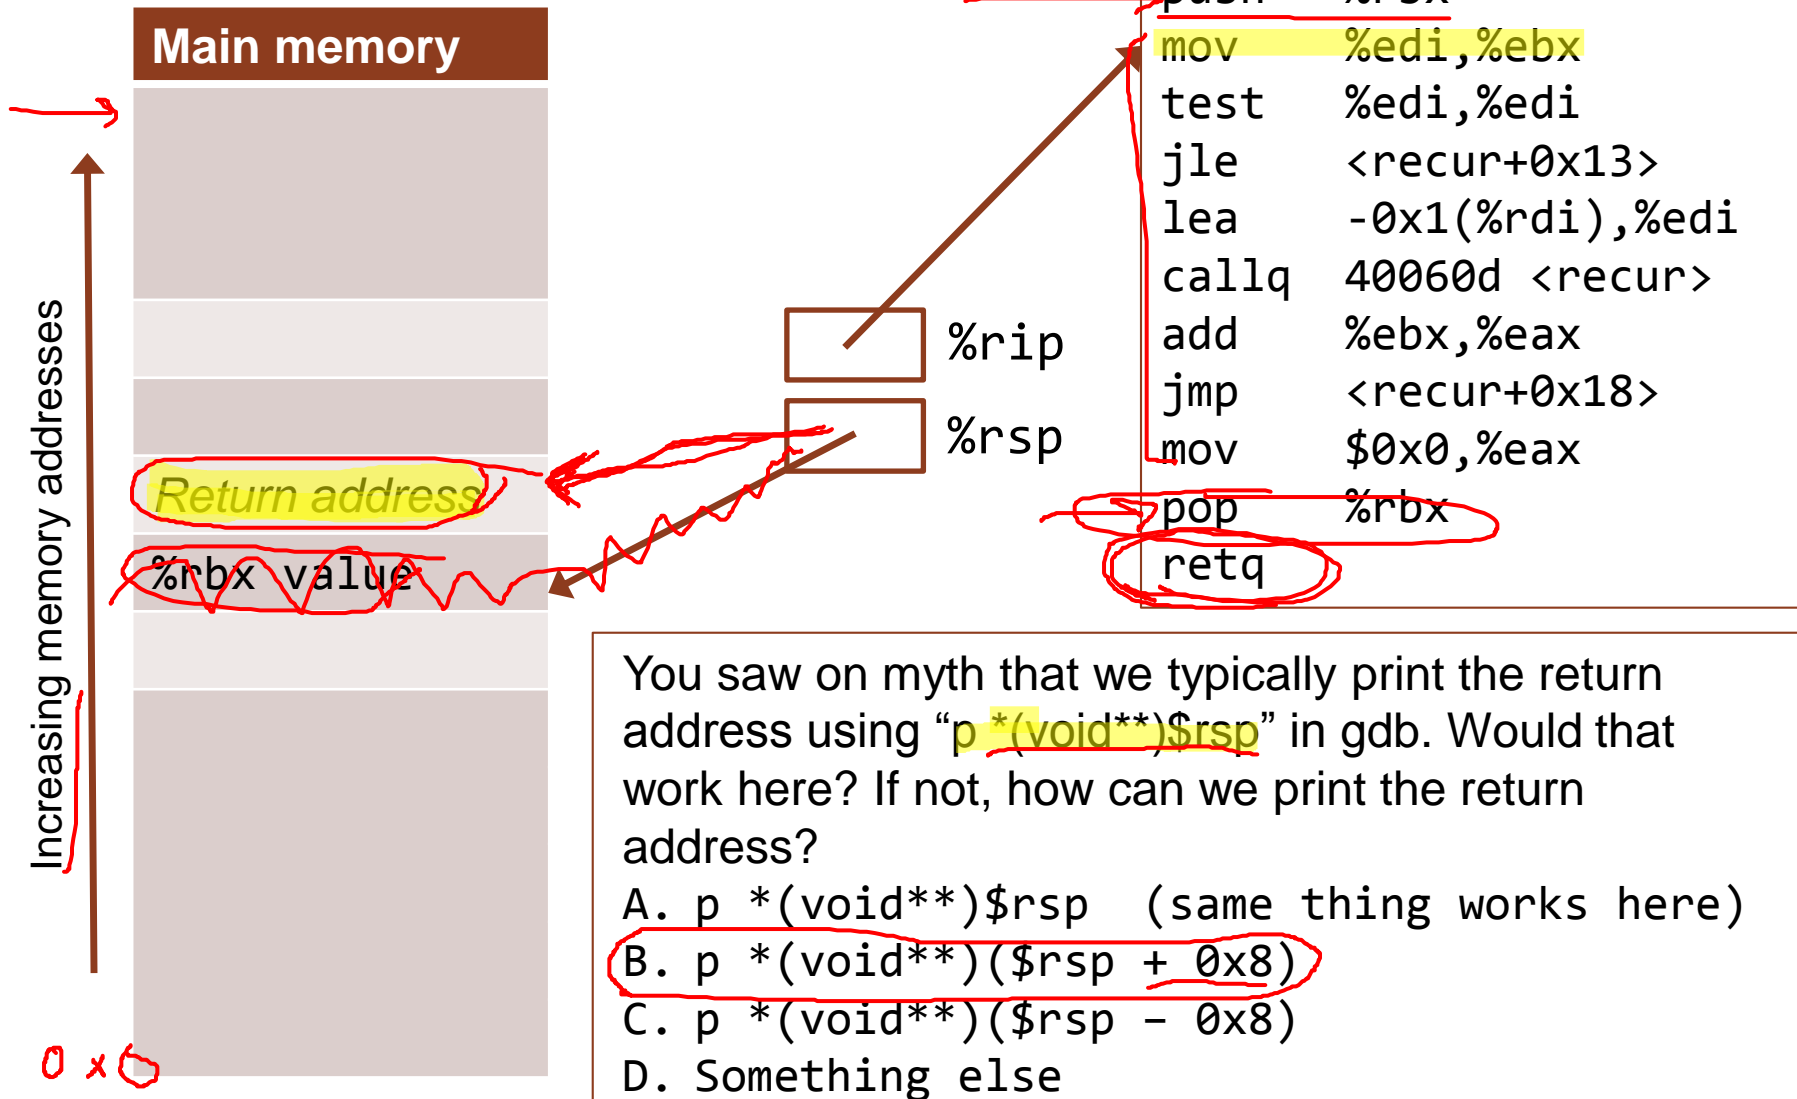 Main memory
Increasing memory addresses
Return address
%rbx value
0x0
%rip
%rsp
push %rbx
mov %edi,%ebx
test %edi,%edi
jle <recur+0x13>
lea -0x1(%rdi),%edi
callq 40060d <recur>
add %ebx,%eax
jmp <recur+0x18>
mov $0x0,%eax
pop %rbx
retq
You saw on myth that we typically print the return
address using “p *(void**)$rsp” in gdb. Would that
work here? If not, how can we print the return
address?
A. p *(void**)$rsp (same thing works here)
B. p *(void**)($rsp + 0x8)
C. p *(void**)($rsp – 0x8)
D. Something else